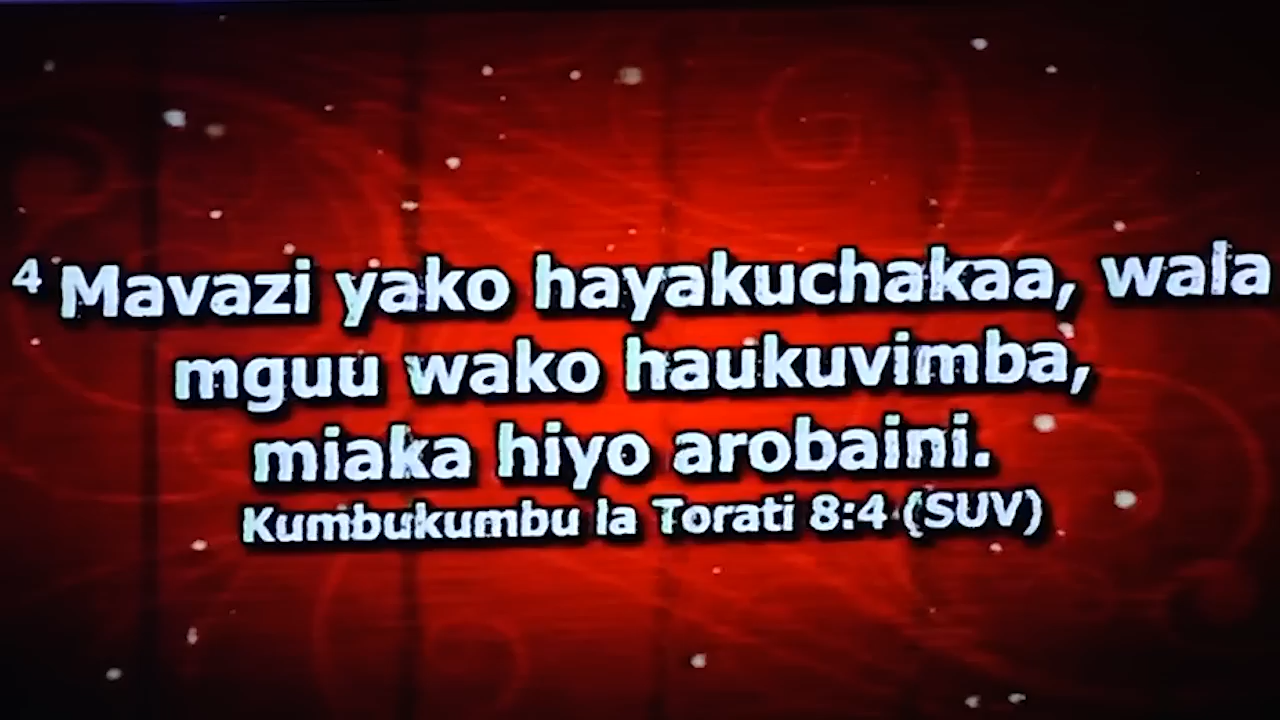 4 Mavazi yako hayakuchakaa, wala
mguu wako haukuvimba,
miaka hiyo arobaini.
Kumbukumbu la Torati 8:4 (SUV)